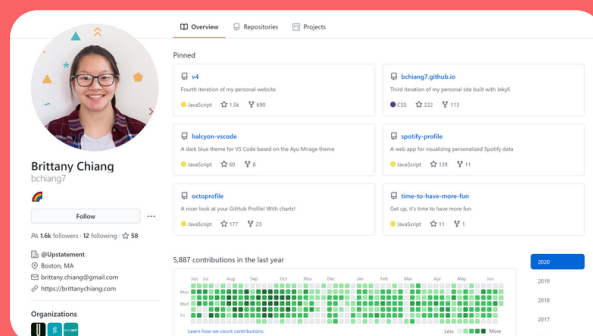 Overview Repositories Projects
Pinned
v4
Fourth iteration of my personal website
JavaScript 1.5k 690
bchiang7.github.io
Third iteration of my personal site built with Jekyll
CSS 222 113
halcyon-vscode
A dark blue theme for VS Code based on the Ayu Mirage theme
JavaScript 60 8
spotify-profile
A web app for visualizing personalized Spotify data
JavaScript 139 11
octoprofile
A nicer look at your GitHub Profile! With charts!
JavaScript 177 23
time-to-have-more-fun
Get up, it's time to have more fun
JavaScript 11 1
Brittany Chiang
bchiang7
Follow ...
1.6k followers · 12 following · 58
@Upstatement
Boston, MA
brittany.chiang@gmail.com
https://brittanychiang.com
Organizations
5,887 contributions in the last year
Jun Jul Aug Sep Oct Nov Dec Jan Feb Mar Apr May Jun
Mon
Wed
Fri
Learn how we count contributions
Less More
2020
2019
2018
2017